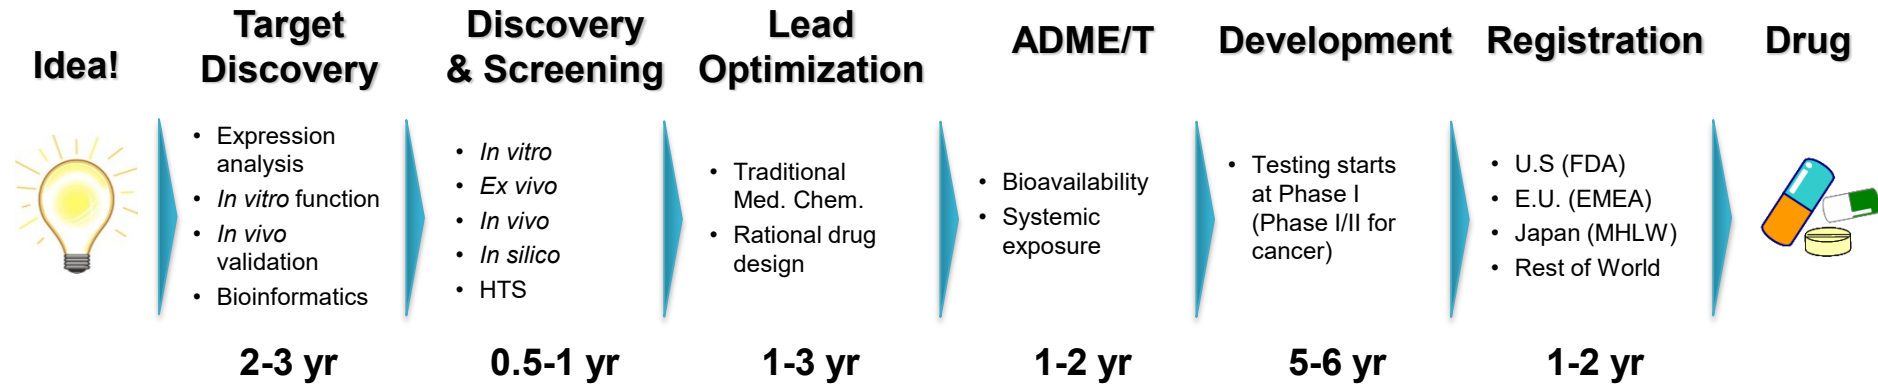 Idea!
Target
Discovery
• Expression
analysis
• In vitro function
• In vivo
validation
• Bioinformatics
2-3 yr
Discovery
& Screening
• In vitro
• Ex vivo
• In vivo
• In silico
• HTS
0.5-1 yr
Lead
Optimization
• Traditional
Med. Chem.
• Rational drug
design
1-3 yr
ADME/T
• Bioavailability
• Systemic
exposure
1-2 yr
Development
• Testing starts
at Phase I
(Phase I/II for
cancer)
5-6 yr
Registration
• U.S (FDA)
• E.U. (EMEA)
• Japan (MHLW)
• Rest of World
1-2 yr
Drug